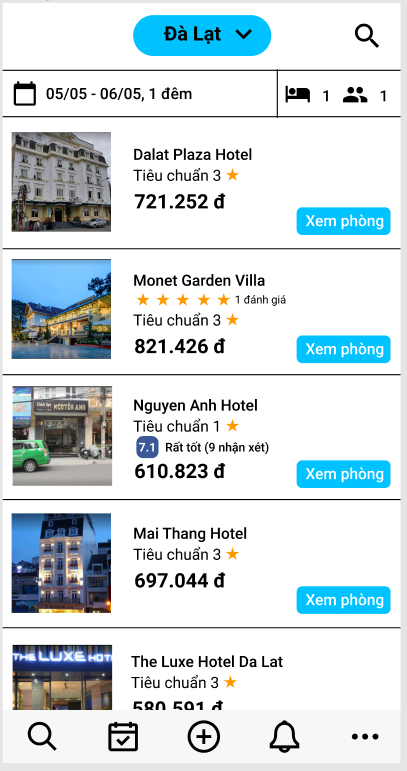 Đà Lạt
05/05 - 06/05, 1 đêm
1
1
Dalat Plaza Hotel
Tiêu chuẩn 3 ★
721.252 đ
Xem phòng
Monet Garden Villa
★ ★ ★ ★ ★ 1 đánh giá
Tiêu chuẩn 3 ★
821.426 đ
Xem phòng
NGUYÊN ANH
Nguyen Anh Hotel
Tiêu chuẩn 1 ★
7.1 Rất tốt (9 nhận xét)
610.823 đ
Xem phòng
Mai Thang Hotel
Tiêu chuẩn 3 ★
697.044 đ
Xem phòng
THE LUXE HOT
The Luxe Hotel Da Lat
Tiêu chuẩn 3 ★
580.591 đ